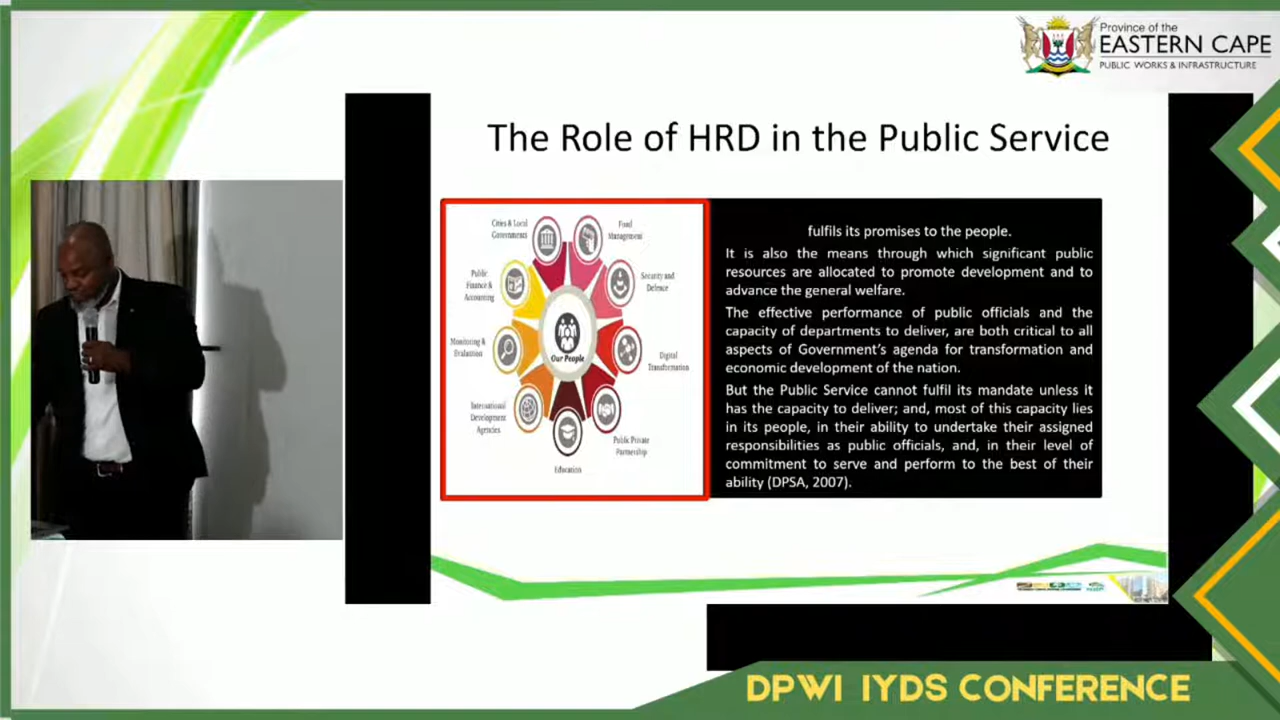 Province of the
EASTERN CAPE
PUBLIC WORKS & INFRASTRUCTURE
The Role of HRD in the Public Service
Cities & Local
Governments
Fund
Management
Public
Finance &
Accounting
Security and
Defence
Monitoring &
Evaluation
Our People
Digital
Transformation
International
Development
Agencies
Public Private
Partnership
Education
fulfils its promises to the people.
It is also the means through which significant public
resources are allocated to promote development and to
advance the general welfare.
The effective performance of public officials and the
capacity of departments to deliver, are both critical to all
aspects of Government's agenda for transformation and
economic development of the nation.
But the Public Service cannot fulfil its mandate unless it
has the capacity to deliver; and, most of this capacity lies
in its people, in their ability to undertake their assigned
responsibilities as public officials, and, in their level of
commitment to serve and perform to the best of their
ability (DPSA, 2007).
DPWI IYDS CONFERENCE